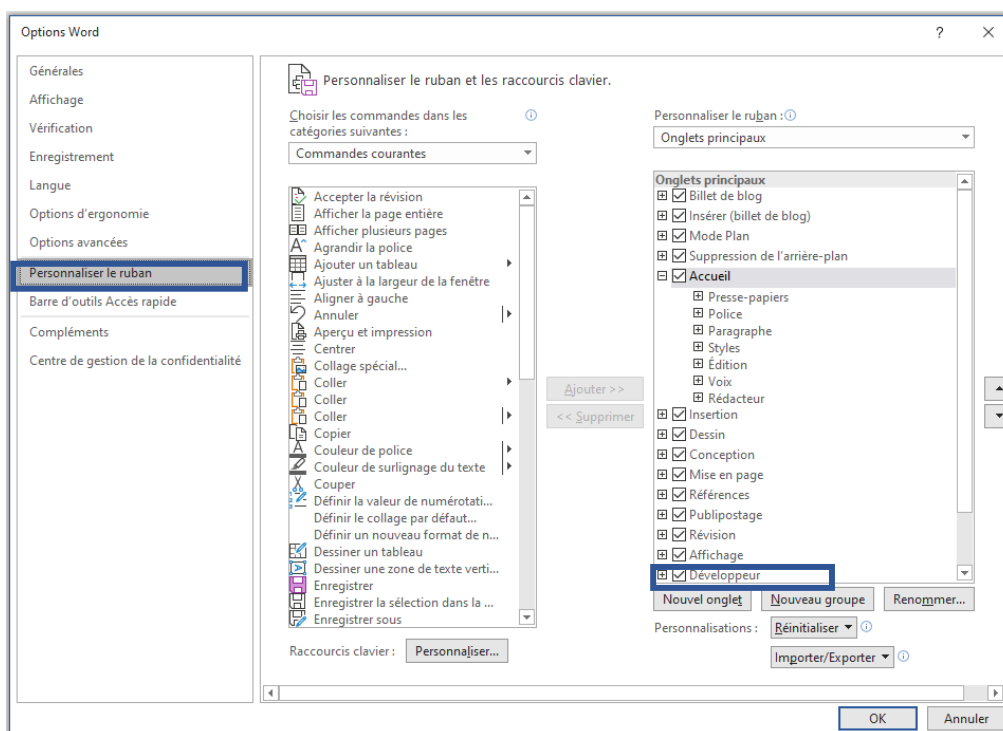 Options Word
?
Générales
Affichage
Vérification
Enregistrement
Langue
Options d'ergonomie
Options avancées
Personnaliser le ruban
Barre d'outils Accès rapide
Compléments
Centre de gestion de la confidentialité
Personnaliser le ruban et les raccourcis clavier.
Choisir les commandes dans les
catégories suivantes :
Commandes courantes
Accepter la révision
Afficher la page entière
Afficher plusieurs pages
Agrandir la police
Ajouter un tableau
Ajuster à la largeur de la fenêtre
Aligner à gauche
Annuler
Aperçu et impression
Centrer
Collage spécial...
Coller
Coller
Coller
Copier
Couleur de police
Couleur de surlignage du texte
Couper
Définir la valeur de numérotati...
Définir le collage par défaut...
Définir un nouveau format de n...
Dessiner un tableau
Dessiner une zone de texte verti...
Enregistrer
Enregistrer la sélection dans la ...
Enregistrer sous
Raccourcis clavier :
Personnaliser...
Ajouter >>
<< Supprimer
Personnaliser le ruban :
Onglets principaux
Onglets principaux
Billet de blog
Insérer (billet de blog)
Mode Plan
Suppression de l'arrière-plan
Accueil
Presse-papiers
Police
Paragraphe
Styles
Édition
Voix
Rédacteur
Insertion
Dessin
Conception
Mise en page
Références
Publipostage
Révision
Affichage
Développeur
Nouvel onglet
Nouveau groupe
Renommer...
Personnalisations :
Réinitialiser
Importer/Exporter
OK
Annuler